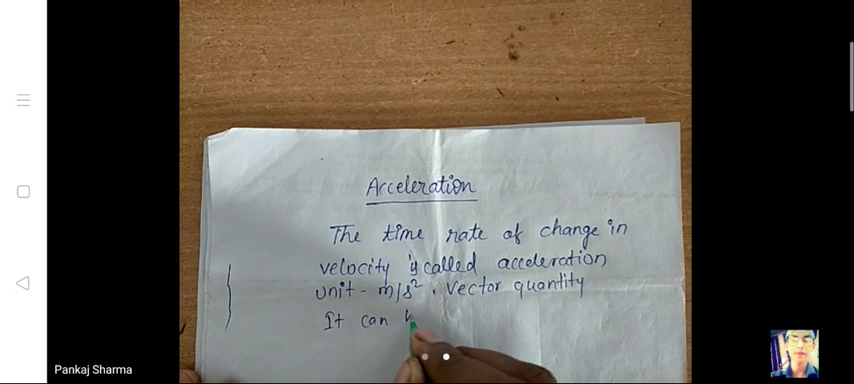 Acceleration
The time rate of change in
velocity is called acceleration
unit - m/s², Vector quantity
It can
Pankaj Sharma